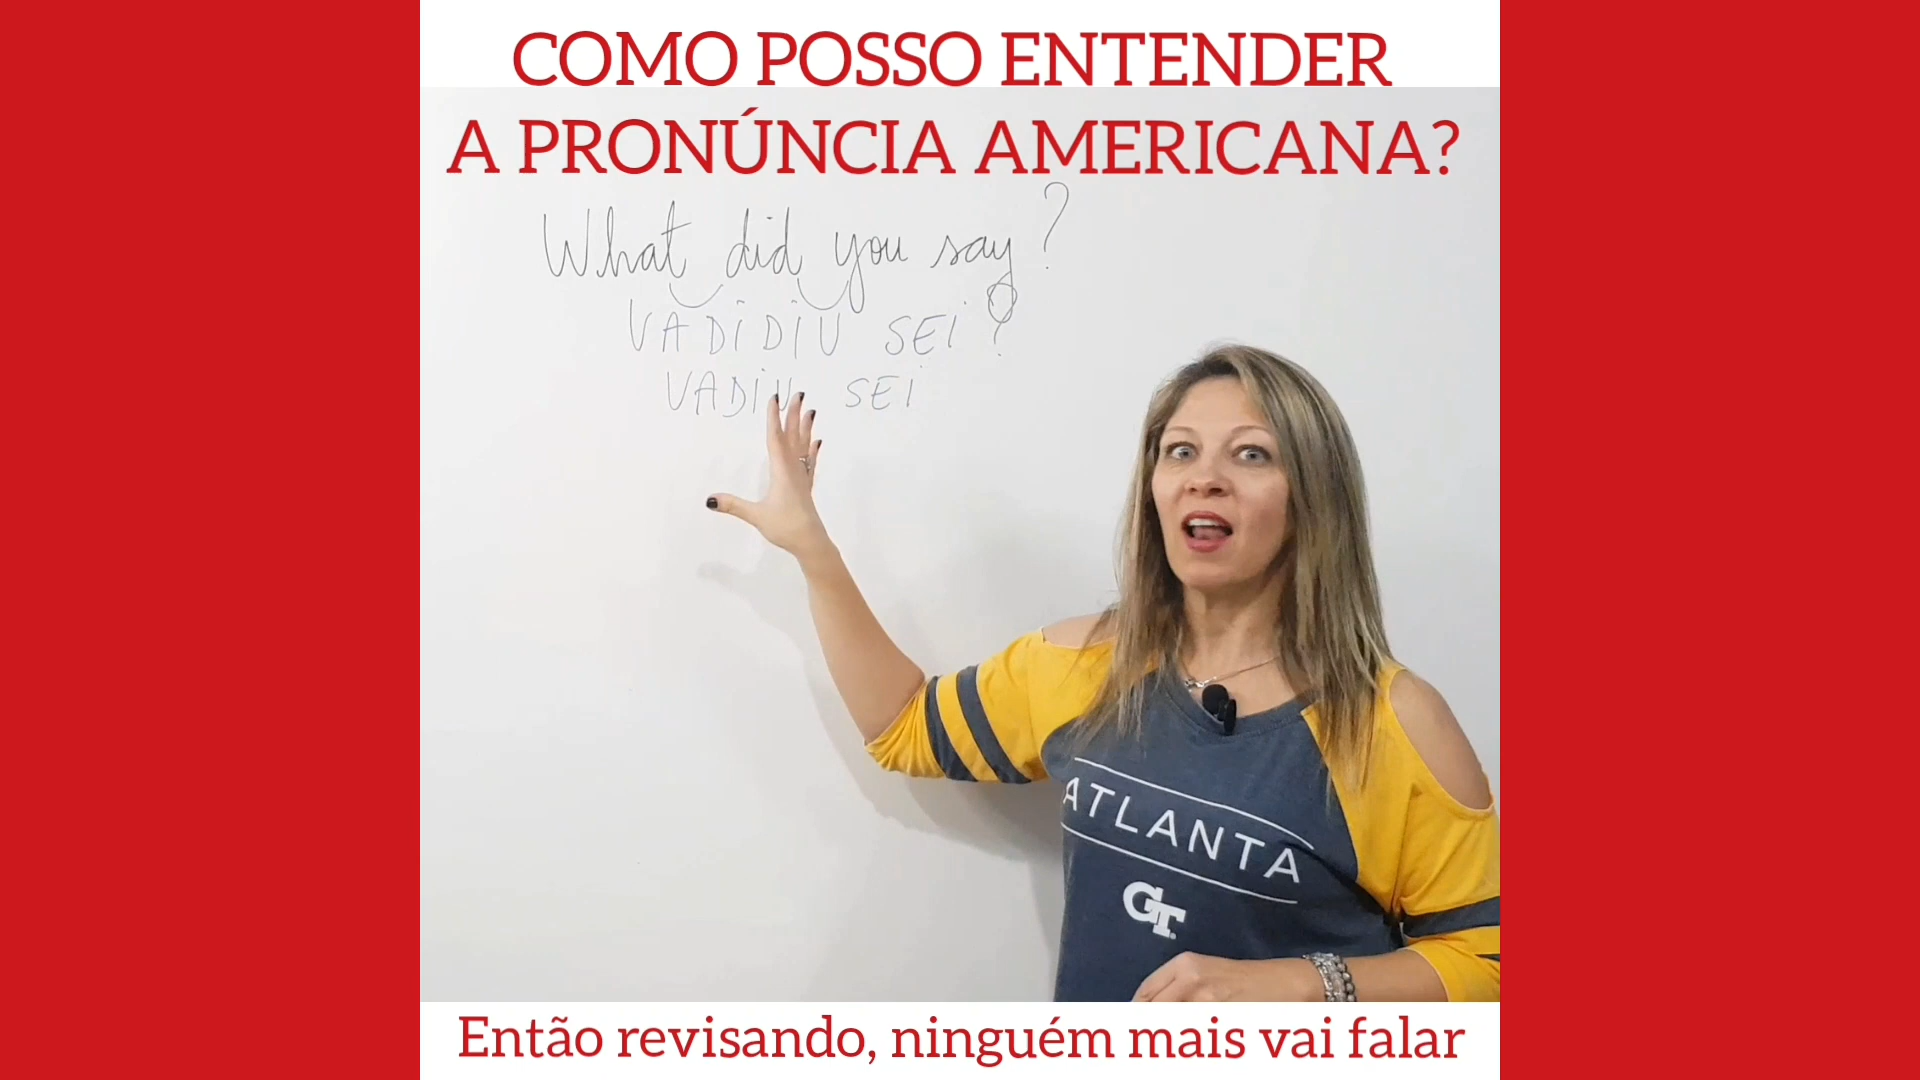 COMO POSSO ENTENDER
A PRONÚNCIA AMERICANA?
What did you say?
VADIDIU SEI?
VADIU SEI
ATLANTA
GT
Então revisando, ninguém mais vai falar